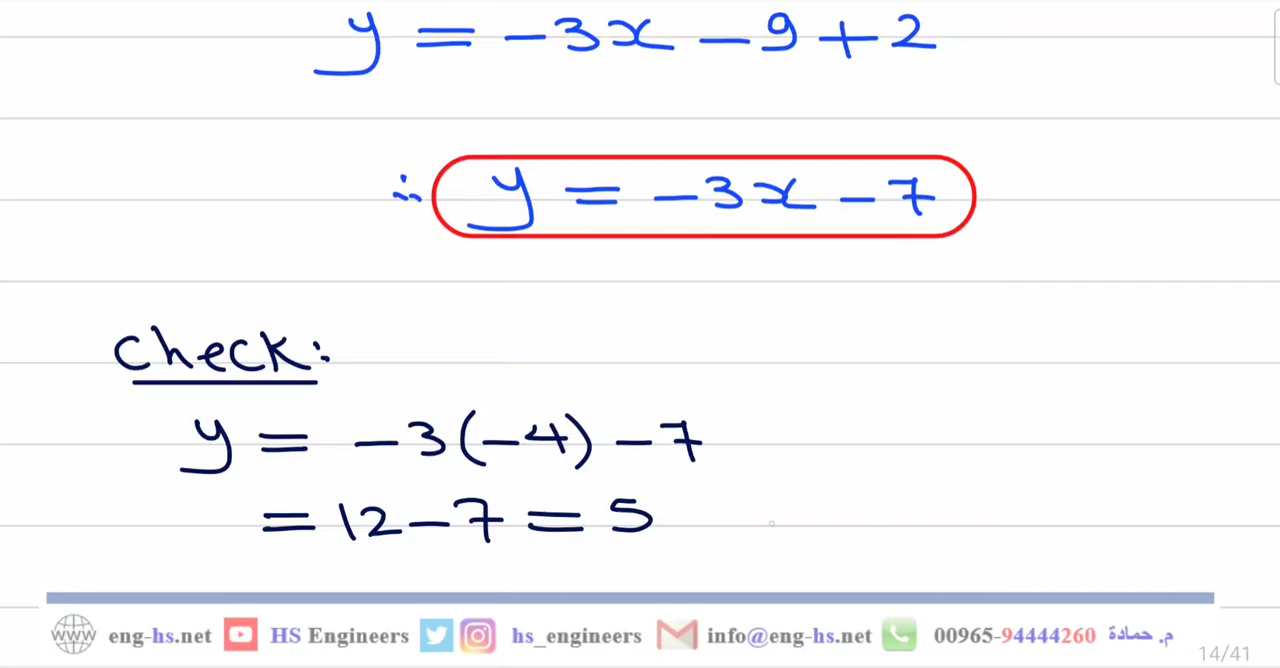 y = -3x - 9 + 2
∴ y = -3x - 7
Check:
y = -3(-4) - 7
= 12 - 7 = 5
www eng-hs.net HS Engineers hs_engineers info@eng-hs.net 00965-94444260 م. حمادة
14/41